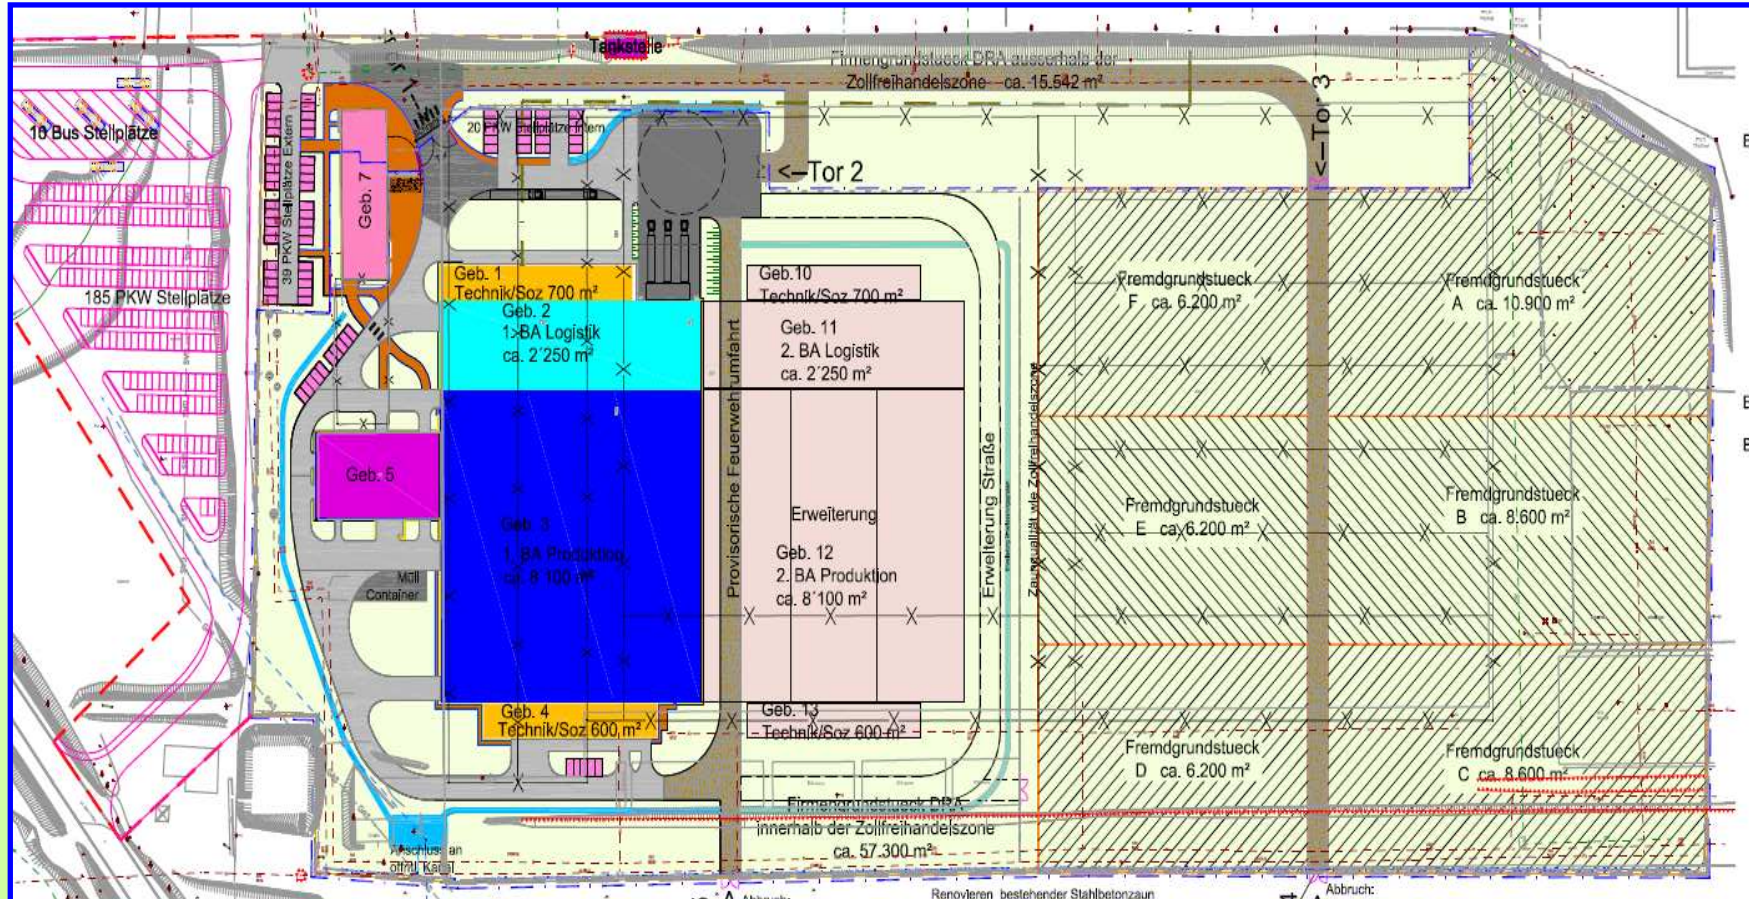 Tankstelle
Firmengrundstueck DRA ausserhalb der
Zollfreihandelszone ca. 15.542 m²
10 Bus Stellplätze
39 PKW Stellplätze Extern
Geb. 7
20 PKW Stellplätze Intern
<--Tor 2
<--Tor 3
185 PKW Stellplätze
Geb. 1
Technik/Soz 700 m²
Geb. 2
1. BA Logistik
ca. 2´250 m²
Geb.10
Technik/Soz 700 m²
Geb. 11
2. BA Logistik
ca. 2´250 m²
Fremdgrundstueck
F ca. 6.200 m²
Fremdgrundstueck
A ca. 10.900 m²
Geb. 5
Geb. 3
1. BA Produktion
ca. 8´100 m²
Provisorische Feuerwehrumfahrt
Erweiterung
Geb. 12
2. BA Produktion
ca. 8´100 m²
Erweiterung Straße
Zaunqualität wie Zollfreihandelszone
Fremdgrundstueck
E ca. 6.200 m²
Fremdgrundstueck
B ca. 8.600 m²
Müll
Container
Geb. 4
Technik/Soz 600 m²
Geb. 13
Technik/Soz 600 m²
Fremdgrundstueck
D ca. 6.200 m²
Fremdgrundstueck
C ca. 8.600 m²
Firmengrundstueck DRA
innerhalb der Zollfreihandelszone
ca. 57.300 m²
Anschluss an
öffntl. Kanal
Abbruch:
Renovieren bestehender Stahlbetonzaun
Abbruch: